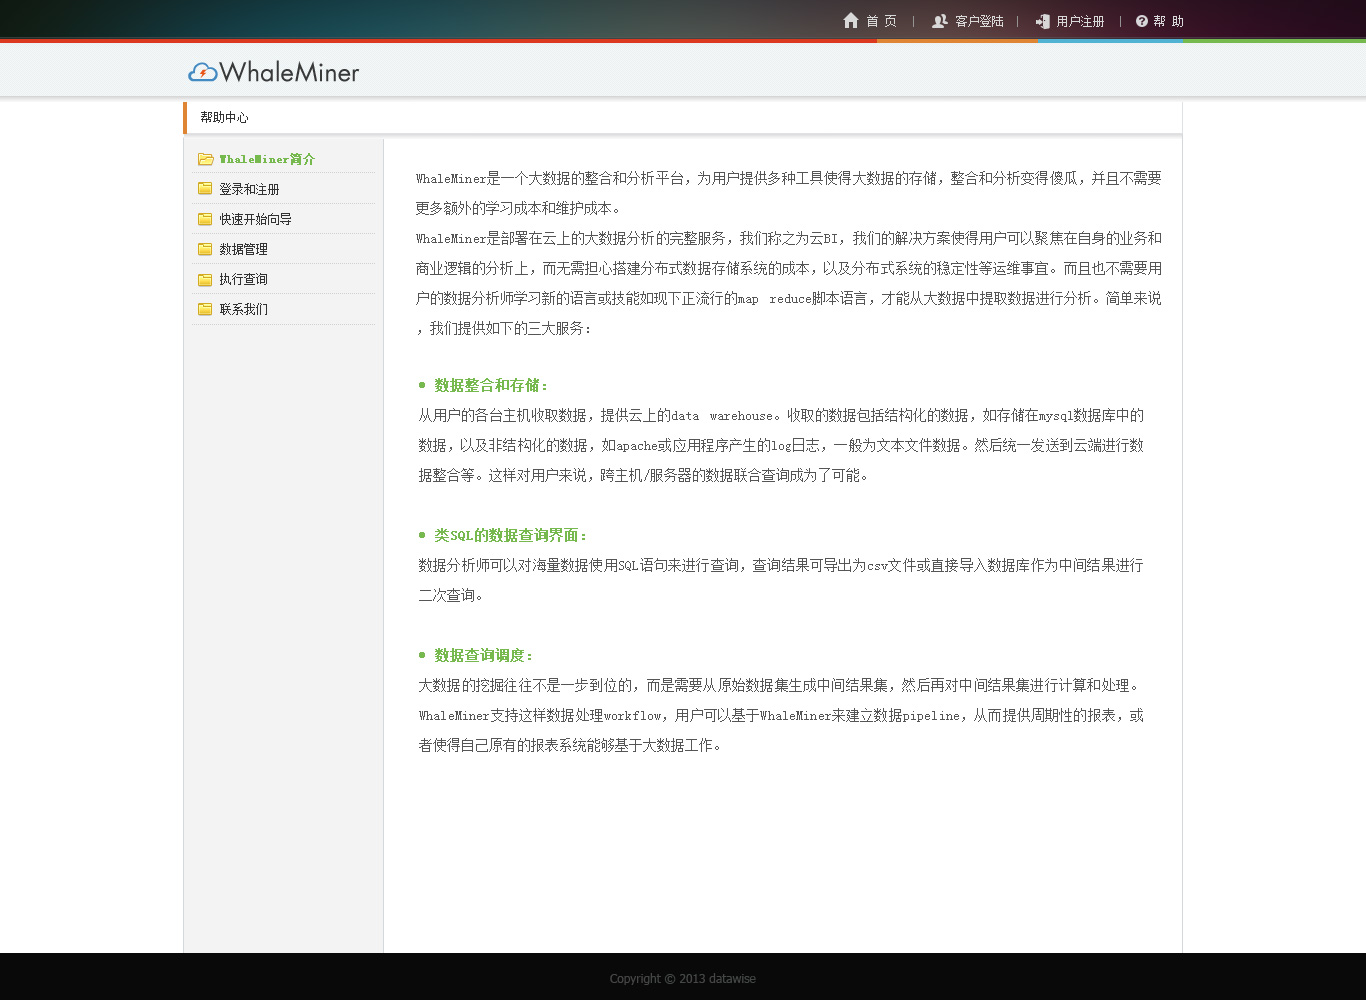 首 页 | 客户登陆 | 用户注册 | 帮 助
WhaleMiner
帮助中心
WhaleMiner简介
登录和注册
快速开始向导
数据管理
执行查询
联系我们
WhaleMiner是一个大数据的整合和分析平台，为用户提供多种工具使得大数据的存储，整合和分析变得傻瓜，并且不需要
更多额外的学习成本和维护成本。
WhaleMiner是部署在云上的大数据分析的完整服务，我们称之为云BI，我们的解决方案使得用户可以聚焦在自身的业务和
商业逻辑的分析上，而无需担心搭建分布式数据存储系统的成本，以及分布式系统的稳定性等运维事宜。而且也不需要用
户的数据分析师学习新的语言或技能如现下正流行的map reduce脚本语言，才能从大数据中提取数据进行分析。简单来说
，我们提供如下的三大服务：
• 数据整合和存储：
从用户的各台主机收取数据，提供云上的data warehouse。收取的数据包括结构化的数据，如存储在mysql数据库中的
数据，以及非结构化的数据，如apache或应用程序产生的log日志，一般为文本文件数据。然后统一发送到云端进行数
据整合等。这样对用户来说，跨主机/服务器的数据联合查询成为了可能。
• 类SQL的数据查询界面：
数据分析师可以对海量数据使用SQL语句来进行查询，查询结果可导出为csv文件或直接导入数据库作为中间结果进行
二次查询。
• 数据查询调度：
大数据的挖掘往往不是一步到位的，而是需要从原始数据集生成中间结果集，然后再对中间结果集进行计算和处理。
WhaleMiner支持这样数据处理workflow，用户可以基于WhaleMiner来建立数据pipeline，从而提供周期性的报表，或
者使得自己原有的报表系统能够基于大数据工作。
Copyright © 2013 datawise